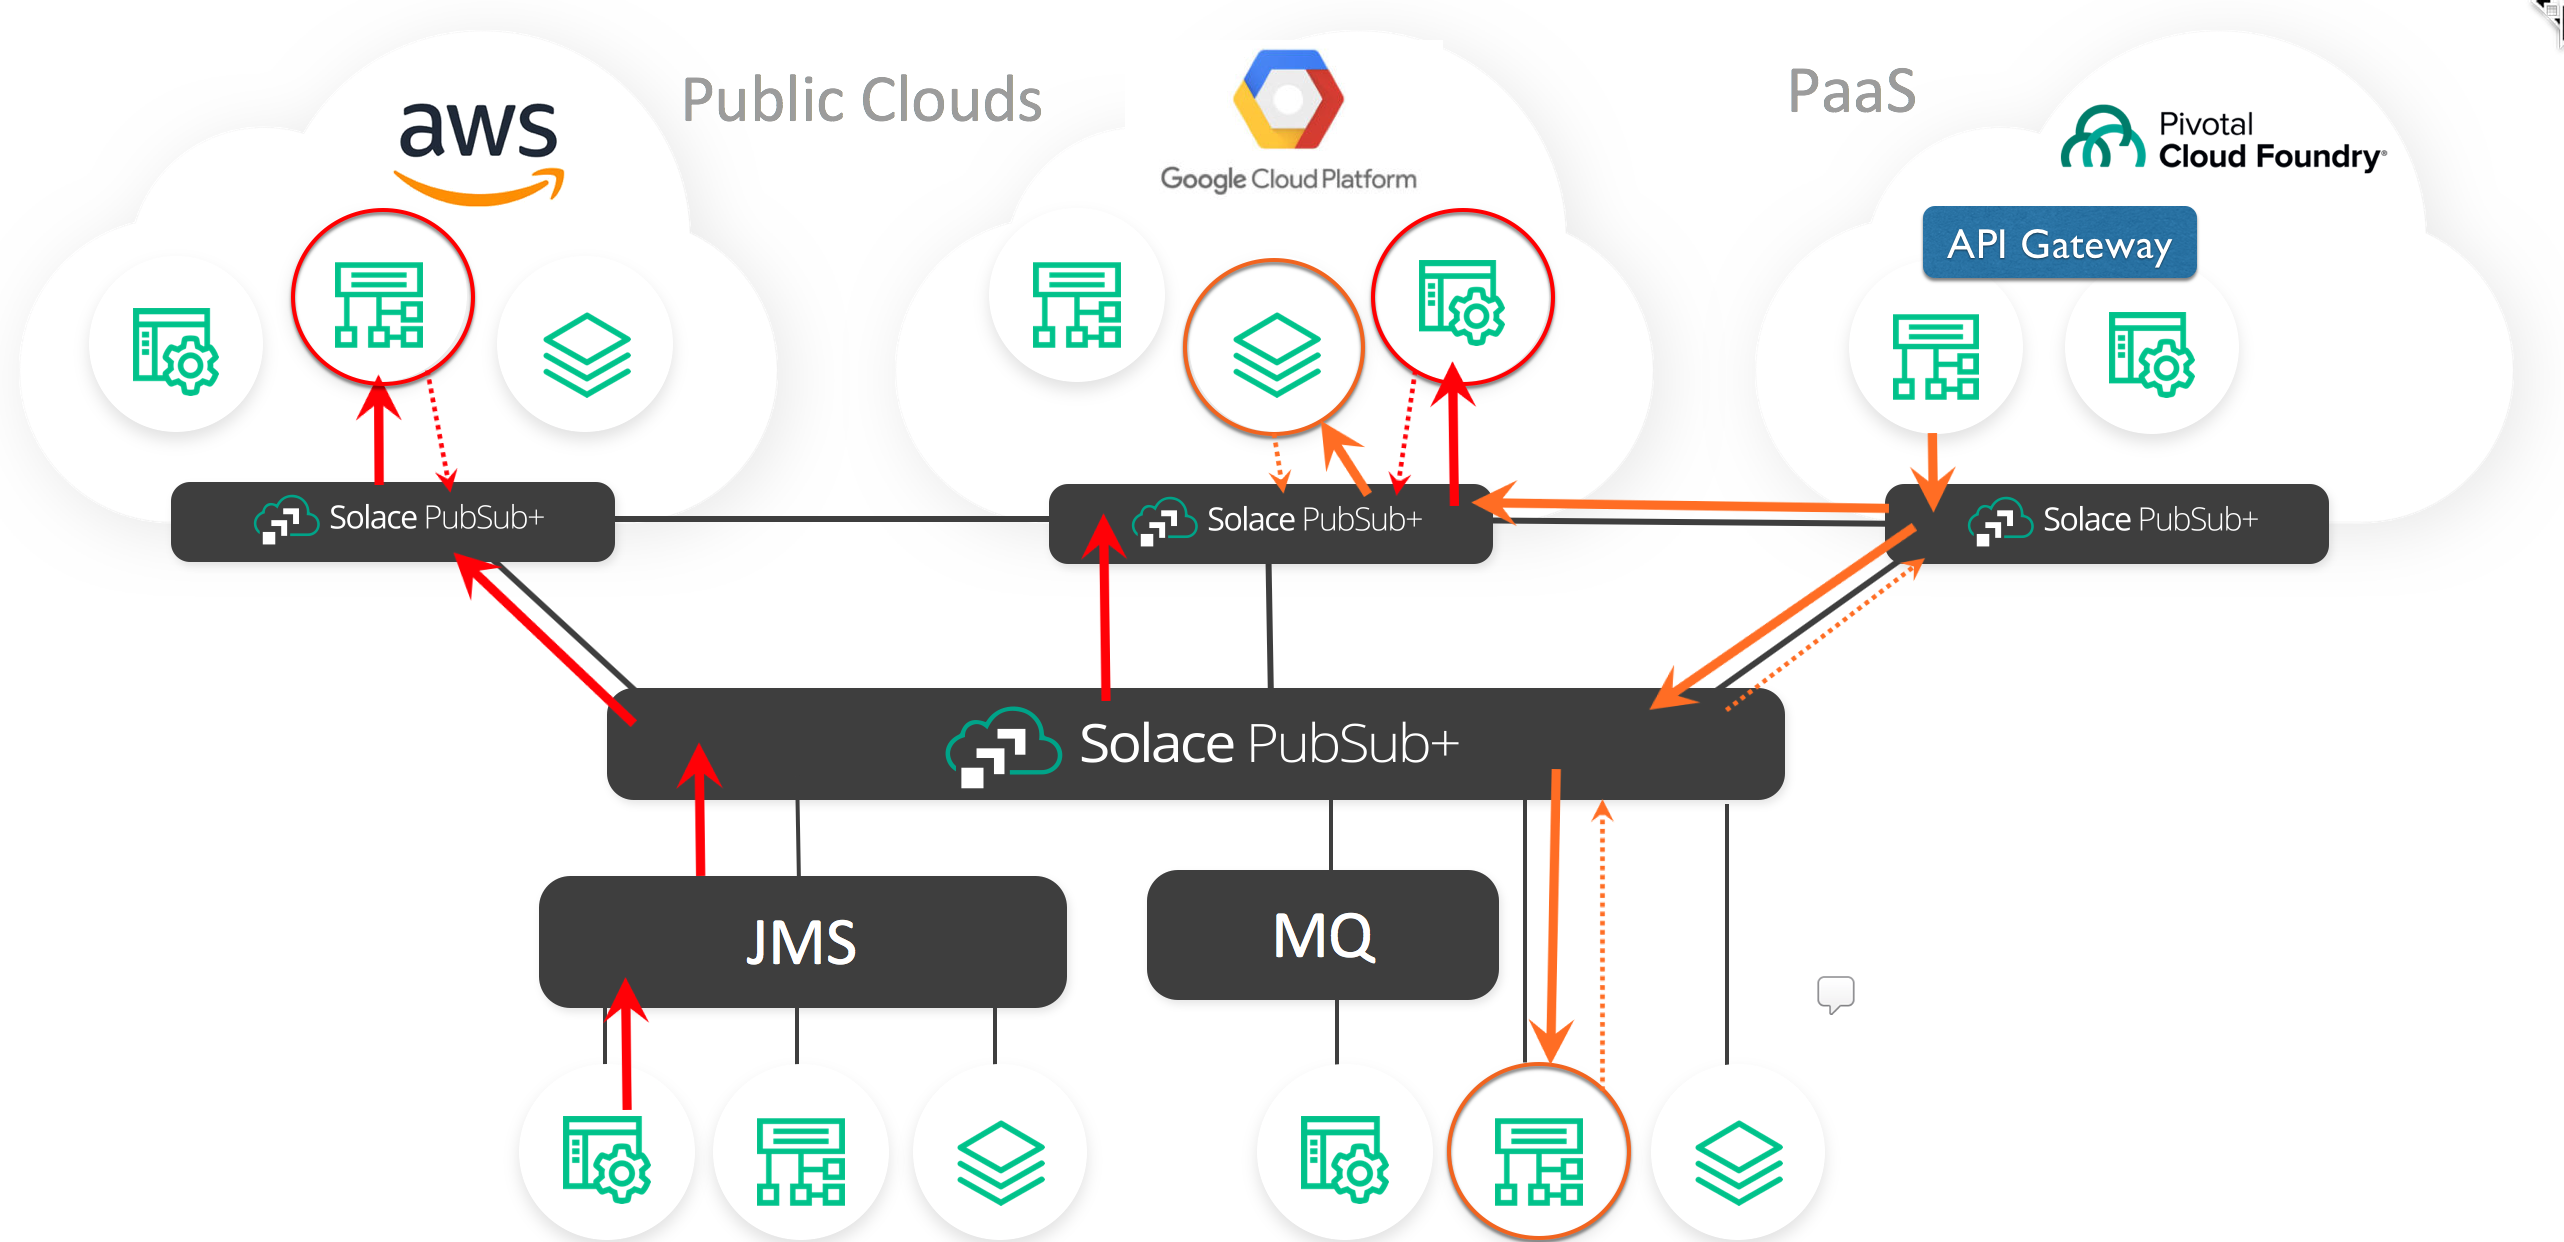 Public Clouds
PaaS
aws
Google Cloud Platform
Pivotal
Cloud Foundry®
API Gateway
Solace PubSub+
Solace PubSub+
Solace PubSub+
Solace PubSub+
JMS
MQ